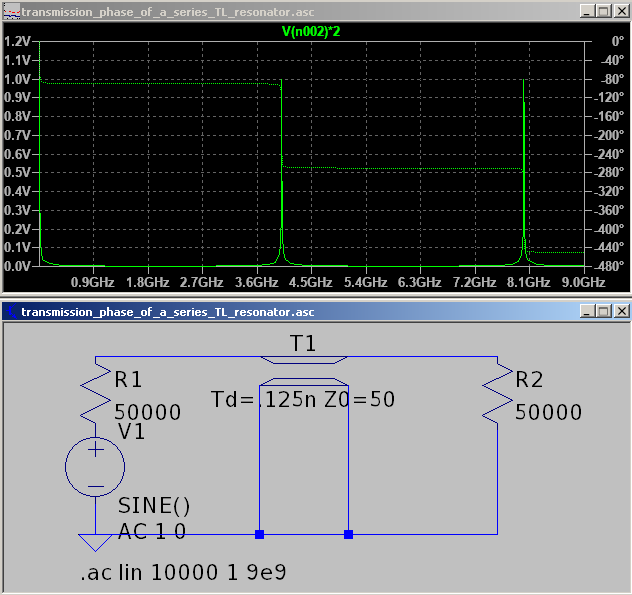 transmission_phase_of_a_series_TL_resonator.asc
V(n002)*2
1.2V 0°
1.1V -40°
1.0V -80°
0.9V -120°
0.8V -160°
0.7V -200°
0.6V -240°
0.5V -280°
0.4V -320°
0.3V -360°
0.2V -400°
0.1V -440°
0.0V -480°
0.9GHz 1.8GHz 2.7GHz 3.6GHz 4.5GHz 5.4GHz 6.3GHz 7.2GHz 8.1GHz 9.0GHz
transmission_phase_of_a_series_TL_resonator.asc
T1
R1 R2
Td=.125n Z0=50
50000 50000
V1
SINE()
AC 1 0
.ac lin 10000 1 9e9